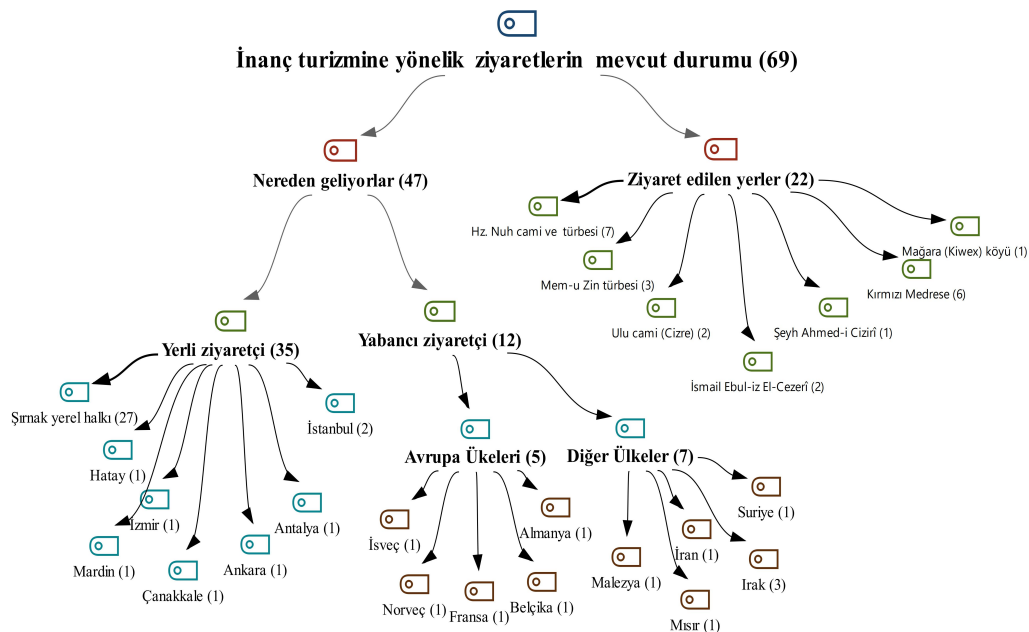 İnanç turizmine yönelik ziyaretlerin mevcut durumu (69)
Nereden geliyorlar (47)
Ziyaret edilen yerler (22)
Hz. Nuh cami ve türbesi (7)
Mağara (Kiwex) köyü (1)
Mem-u Zin türbesi (3)
Kırmızı Medrese (6)
Ulu cami (Cizre) (2)
Şeyh Ahmed-i Cizirî (1)
İsmail Ebul-iz El-Cezerî (2)
Yerli ziyaretçi (35)
Yabancı ziyaretçi (12)
Şırnak yerel halkı (27)
İstanbul (2)
Hatay (1)
İzmir (1)
Antalya (1)
Mardin (1)
Ankara (1)
Çanakkale (1)
Avrupa Ükeleri (5)
Diğer Ülkeler (7)
İsveç (1)
Almanya (1)
Norveç (1)
Fransa (1)
Belçika (1)
Suriye (1)
İran (1)
Malezya (1)
Irak (3)
Mısır (1)